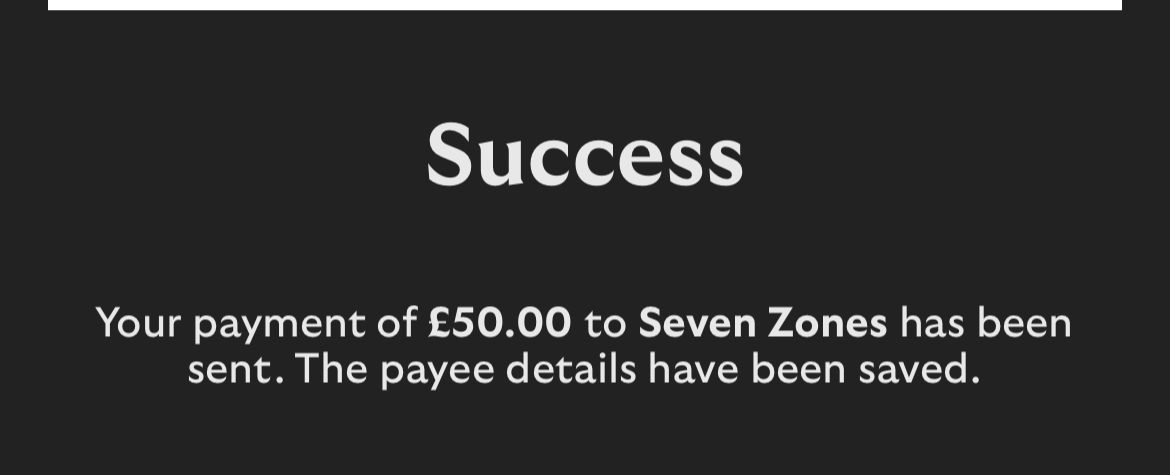 Success
Your payment of £50.00 to Seven Zones has been
sent. The payee details have been saved.